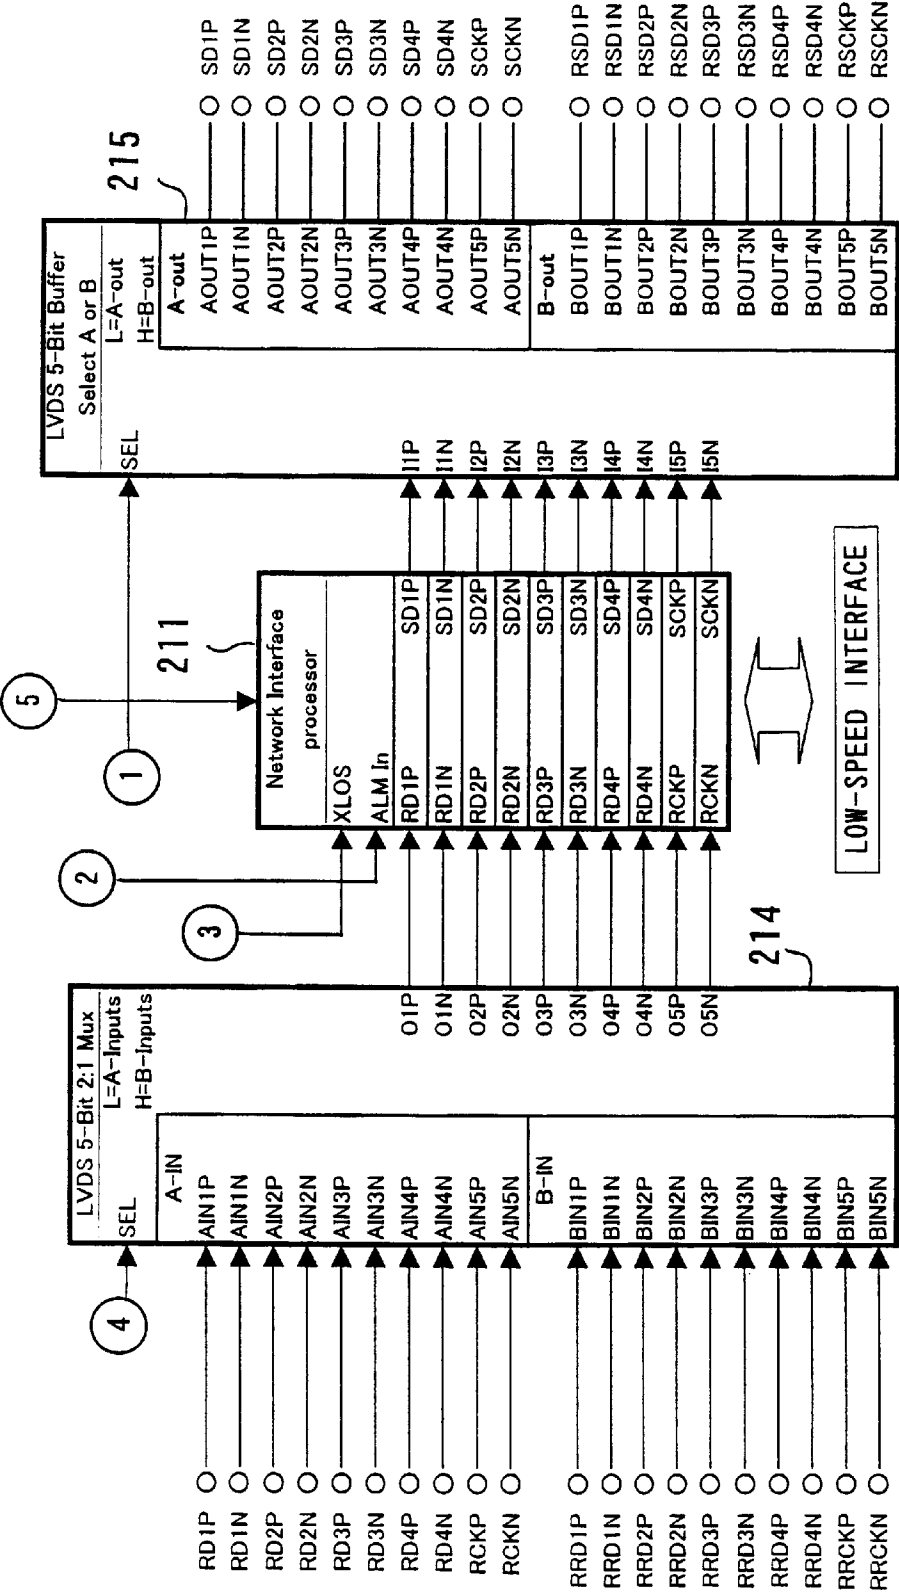 RD1P
RD1N
RD2P
RD2N
RD3P
RD3N
RD4P
RD4N
RCKP
RCKN
RRD1P
RRD1N
RRD2P
RRD2N
RRD3P
RRD3N
RRD4P
RRD4N
RRCKP
RRCKN
4
LVDS 5-Bit 2:1 Mux
SEL
L=A-Inputs
H=B-Inputs
A-IN
AIN1P
AIN1N
AIN2P
AIN2N
AIN3P
AIN3N
AIN4P
AIN4N
AIN5P
AIN5N
B-IN
BIN1P
BIN1N
BIN2P
BIN2N
BIN3P
BIN3N
BIN4P
BIN4N
BIN5P
BIN5N
O1P
O1N
O2P
O2N
O3P
O3N
O4P
O4N
O5P
O5N
214
3
2
1
5
211
Network Interface
processor
XLOS
ALM In
RD1P SD1P
RD1N SD1N
RD2P SD2P
RD2N SD2N
RD3P SD3P
RD3N SD3N
RD4P SD4P
RD4N SD4N
RCKP SCKP
RCKN SCKN
LOW-SPEED INTERFACE
LVDS 5-Bit Buffer
Select A or B
SEL
L=A-out
H=B-out
I1P
I1N
I2P
I2N
I3P
I3N
I4P
I4N
I5P
I5N
A-out
AOUT1P
AOUT1N
AOUT2P
AOUT2N
AOUT3P
AOUT3N
AOUT4P
AOUT4N
AOUT5P
AOUT5N
B-out
BOUT1P
BOUT1N
BOUT2P
BOUT2N
BOUT3P
BOUT3N
BOUT4P
BOUT4N
BOUT5P
BOUT5N
215
SD1P
SD1N
SD2P
SD2N
SD3P
SD3N
SD4P
SD4N
SCKP
SCKN
RSD1P
RSD1N
RSD2P
RSD2N
RSD3P
RSD3N
RSD4P
RSD4N
RSCKP
RSCKN